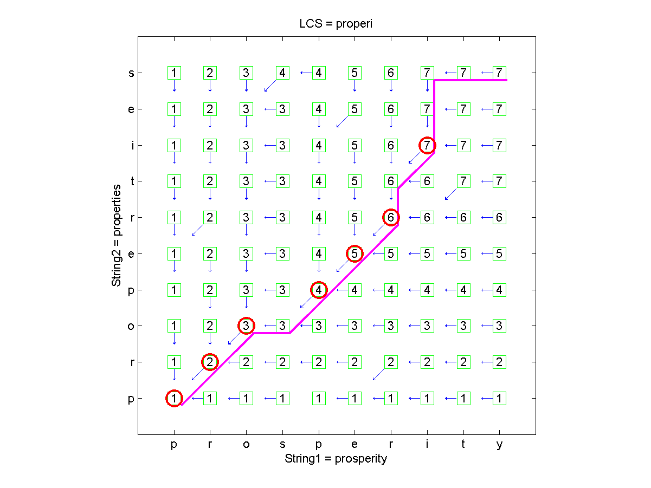 LCS = properi
s 1 2 3 4 4 5 6 7 7 7
e 1 2 3 3 4 5 6 7 7 7
i 1 2 3 3 4 5 6 7 7 7
t 1 2 3 3 4 5 6 6 7 7
r 1 2 3 3 4 5 6 6 6 6
e 1 2 3 3 4 5 5 5 5 5
p 1 2 3 3 4 4 4 4 4 4
o 1 2 3 3 3 3 3 3 3 3
r 1 2 2 2 2 2 2 2 2 2
p 1 1 1 1 1 1 1 1 1 1
p r o s p e r i t y
String1 = prosperity
String2 = properties